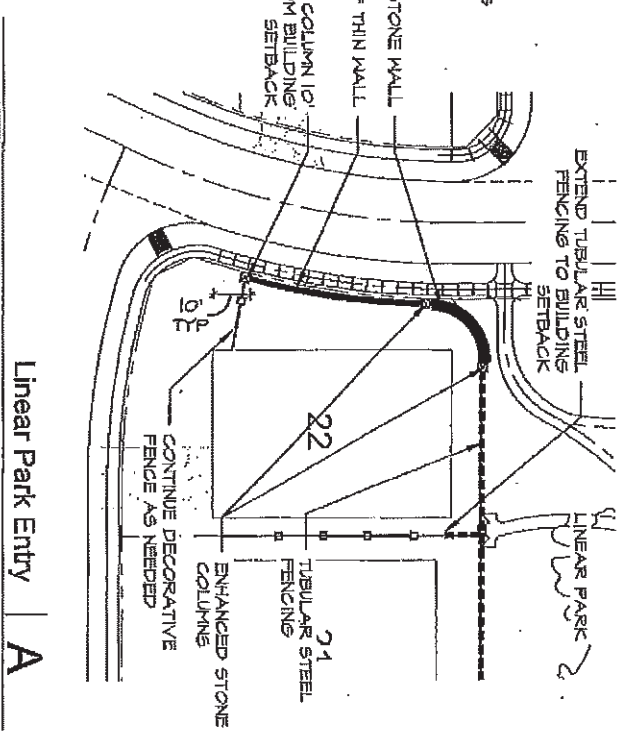 TONE WALL
THIN WALL
COLUMN 10'
M BUILDING
SETBACK
EXTEND TUBULAR STEEL
FENCING TO BUILDING
SETBACK
10'
TYP
22
LINEAR PARK
21
TUBULAR STEEL
FENCING
ENHANCED STONE
COLUMNS
CONTINUE DECORATIVE
FENCE AS NEEDED
Linear Park Entry
A